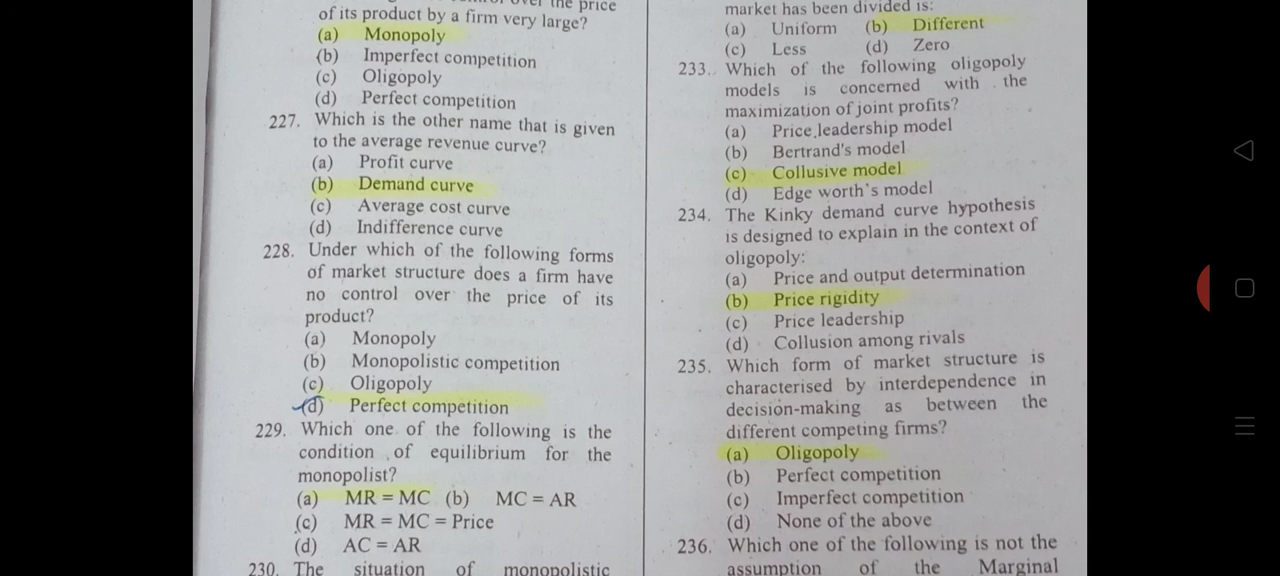 over the price
of its product by a firm very large?
(a) Monopoly
(b) Imperfect competition
(c) Oligopoly
(d) Perfect competition
227. Which is the other name that is given
to the average revenue curve?
(a) Profit curve
(b) Demand curve
(c) Average cost curve
(d) Indifference curve
228. Under which of the following forms
of market structure does a firm have
no control over the price of its
product?
(a) Monopoly
(b) Monopolistic competition
(c) Oligopoly
(d) Perfect competition
229. Which one of the following is the
condition of equilibrium for the
monopolist?
(a) MR = MC (b) MC = AR
(c) MR = MC = Price
(d) AC = AR
230. The situation of monopolistic
market has been divided is:
(a) Uniform (b) Different
(c) Less (d) Zero
233. Which of the following oligopoly
models is concerned with the
maximization of joint profits?
(a) Price leadership model
(b) Bertrand's model
(c) Collusive model
(d) Edge worth's model
234. The Kinky demand curve hypothesis
is designed to explain in the context of
oligopoly:
(a) Price and output determination
(b) Price rigidity
(c) Price leadership
(d) Collusion among rivals
235. Which form of market structure is
characterised by interdependence in
decision-making as between the
different competing firms?
(a) Oligopoly
(b) Perfect competition
(c) Imperfect competition
(d) None of the above
236. Which one of the following is not the
assumption of the Marginal